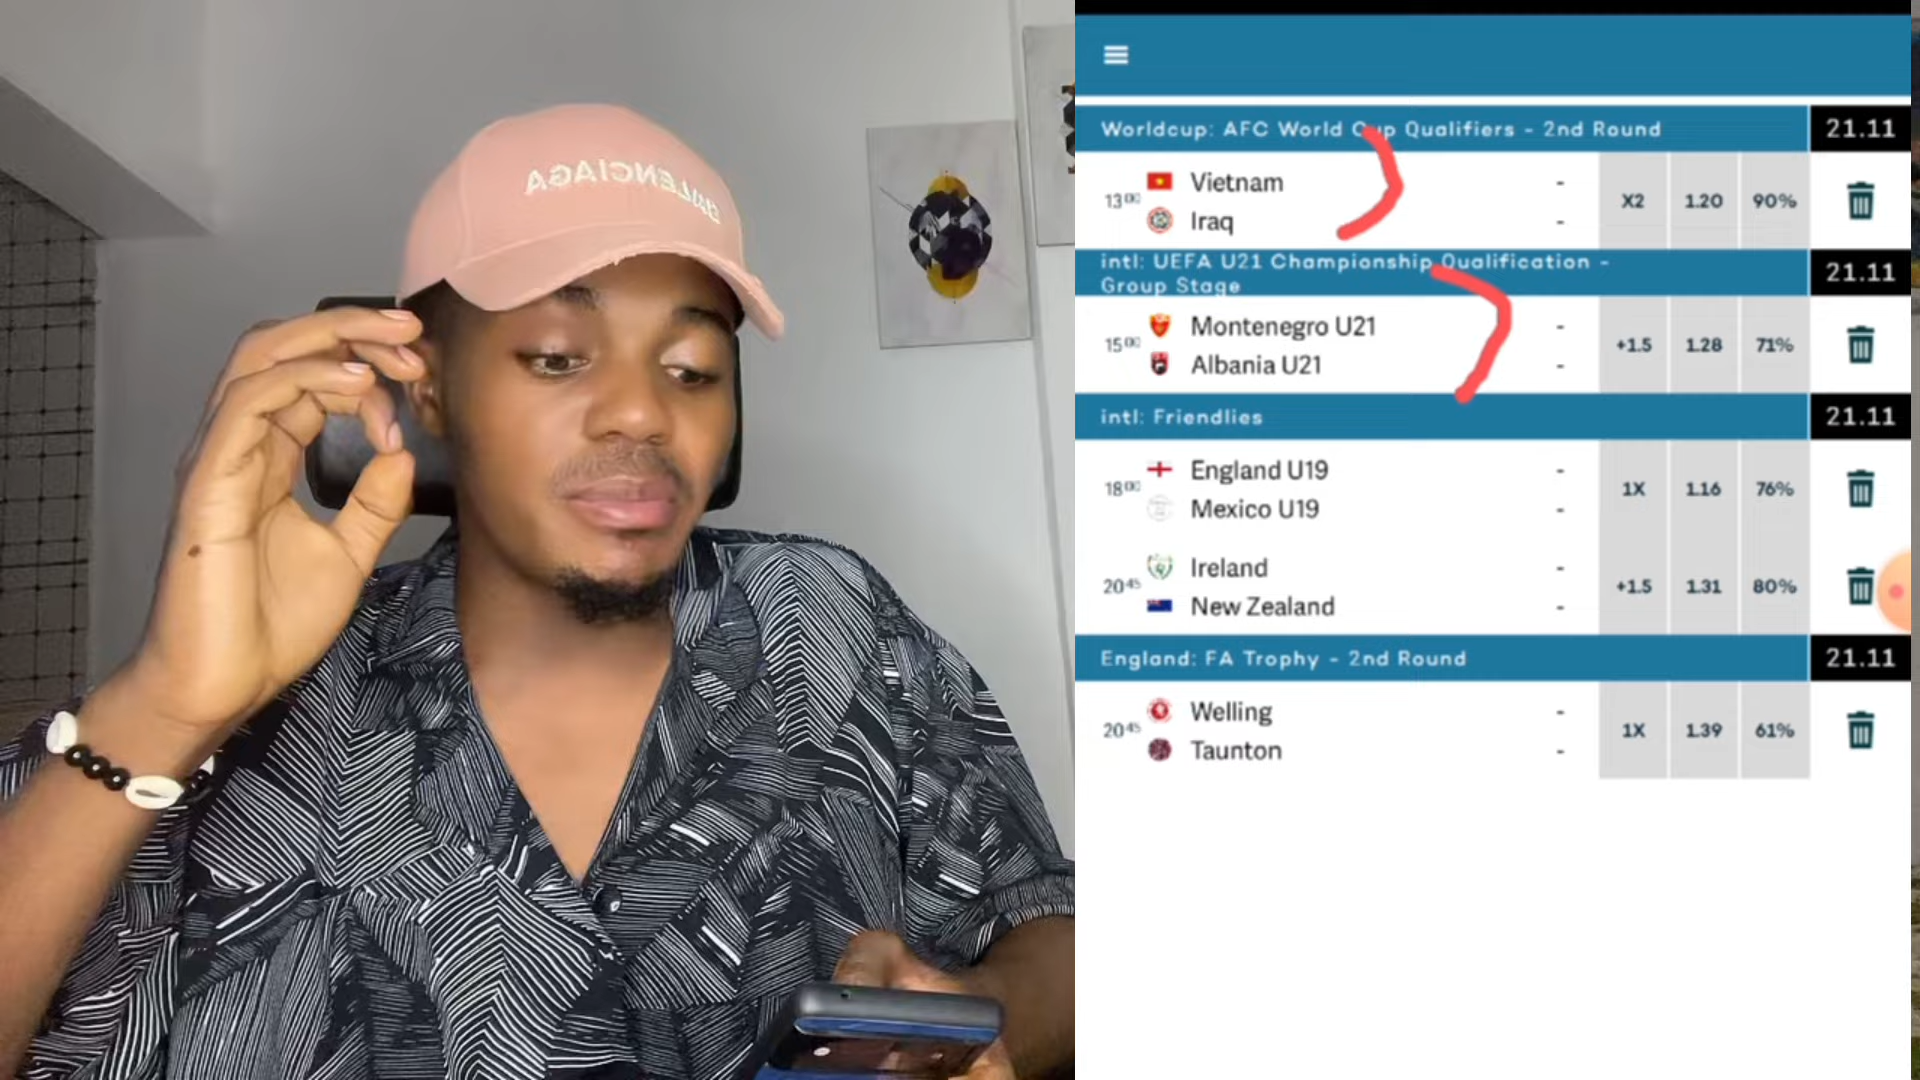 BALENCIAGA
Worldcup: AFC World Cup Qualifiers - 2nd Round 21.11
13 00 Vietnam - X2 1.20 90%
Iraq -
intl: UEFA U21 Championship Qualification - 21.11
Group Stage
15 00 Montenegro U21 - +1.5 1.28 71%
Albania U21 -
intl: Friendlies 21.11
18 00 England U19 - 1X 1.16 76%
Mexico U19 -
20 45 Ireland - +1.5 1.31 80%
New Zealand -
England: FA Trophy - 2nd Round 21.11
20 45 Welling - 1X 1.39 61%
Taunton -